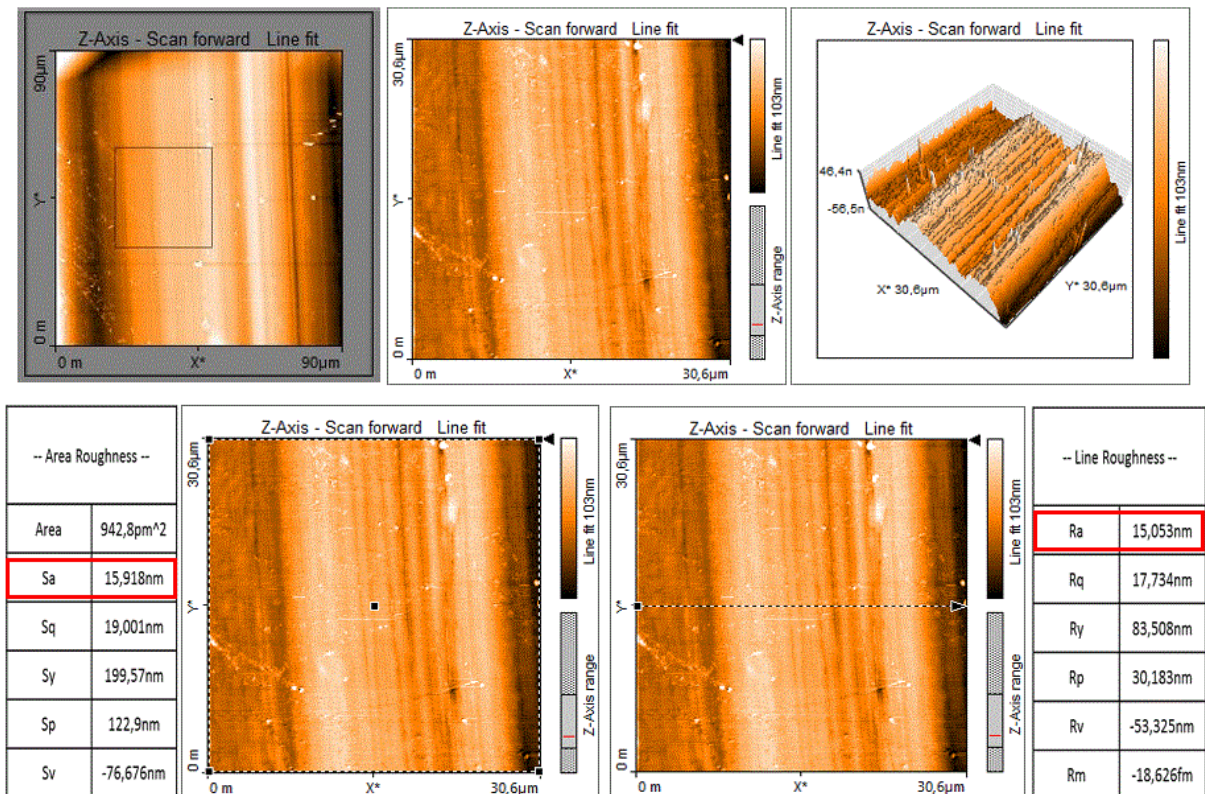 Z-Axis - Scan forward Line fit
90µm
Y*
0 m
0 m
X*
90µm
Z-Axis - Scan forward Line fit
30,6µm
Y*
0 m
0 m
X*
30,6µm
Line fit 103nm
Z-Axis range
Z-Axis - Scan forward Line fit
46,4n
-56,5n
X* 30,6µm
Y* 30,6µm
Line fit 103nm
-- Area Roughness --
Area 942,8pm^2
Sa 15,918nm
Sq 19,001nm
Sy 199,57nm
Sp 122,9nm
Sv -76,676nm
Z-Axis - Scan forward Line fit
30,6µm
Y*
0 m
0 m
X*
30,6µm
Line fit 103nm
Z-Axis range
Z-Axis - Scan forward Line fit
30,6µm
Y*
0 m
0 m
X*
30,6µm
Line fit 103nm
Z-Axis range
-- Line Roughness --
Ra 15,053nm
Rq 17,734nm
Ry 83,508nm
Rp 30,183nm
Rv -53,325nm
Rm -18,626fm